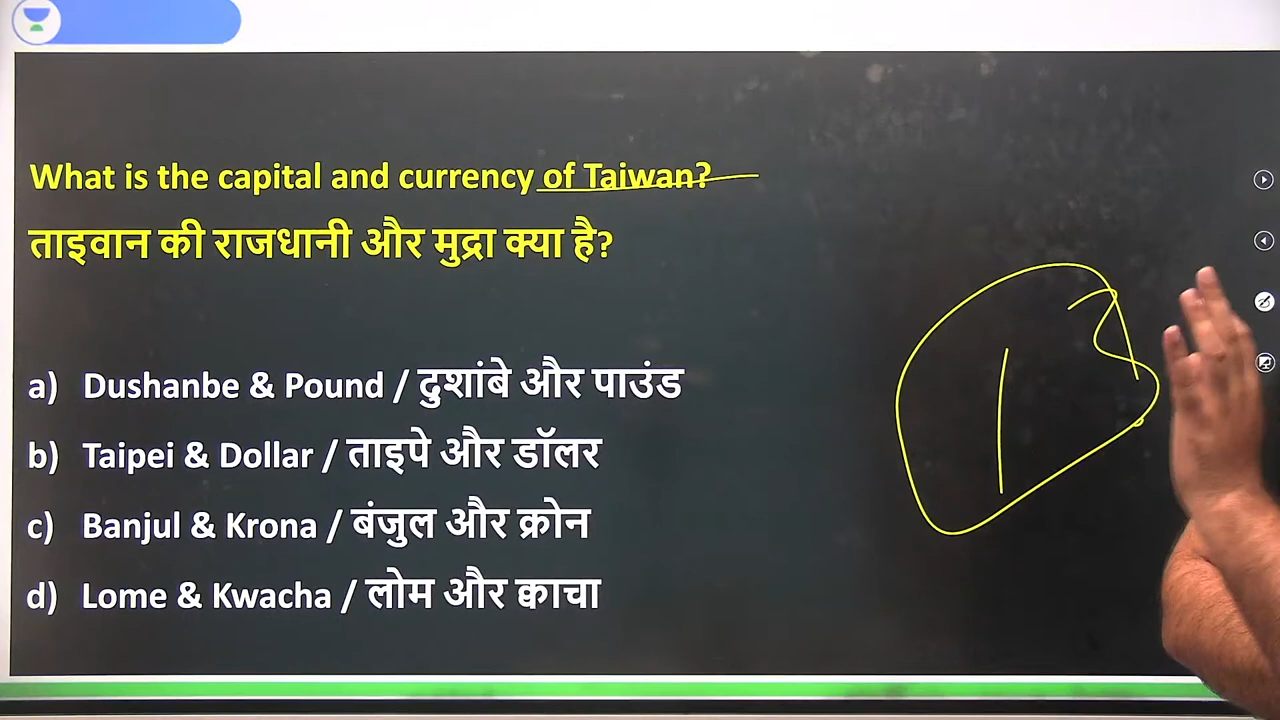 What is the capital and currency of Taiwan?
ताइवान की राजधानी और मुद्रा क्या है?
a) Dushanbe & Pound / दुशांबे और पाउंड
b) Taipei & Dollar / ताइपे और डॉलर
c) Banjul & Krona / बंजुल और क्रोन
d) Lome & Kwacha / लोम और क्वाचा